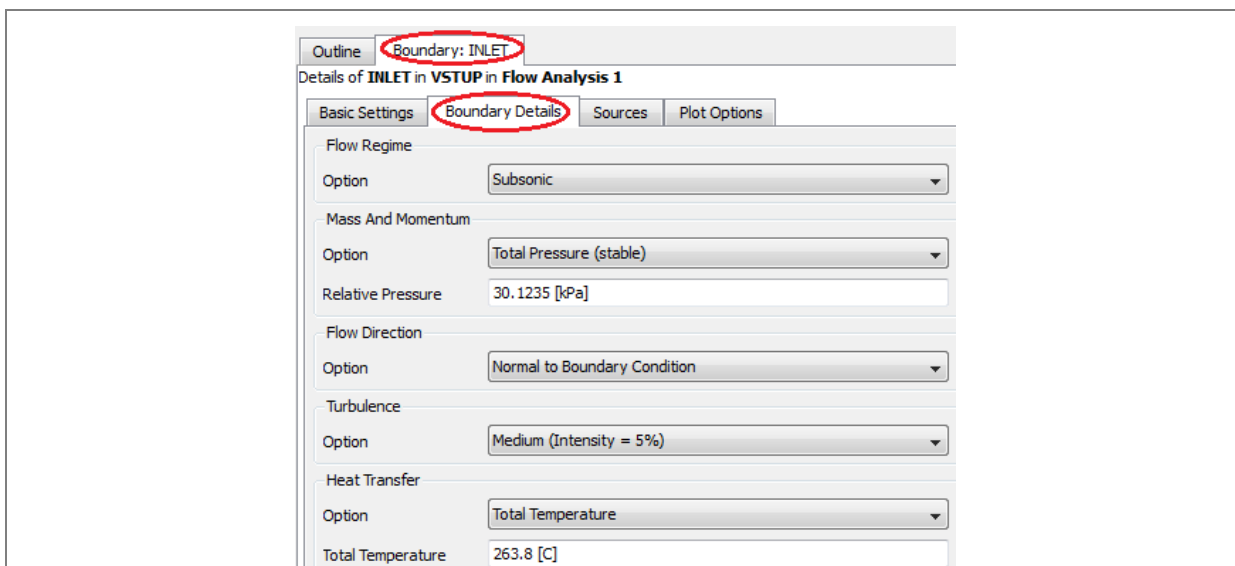 Outline Boundary: INLET
Details of INLET in VSTUP in Flow Analysis 1
Basic Settings Boundary Details Sources Plot Options
Flow Regime
Option Subsonic
Mass And Momentum
Option Total Pressure (stable)
Relative Pressure 30.1235 [kPa]
Flow Direction
Option Normal to Boundary Condition
Turbulence
Option Medium (Intensity = 5%)
Heat Transfer
Option Total Temperature
Total Temperature 263.8 [C]